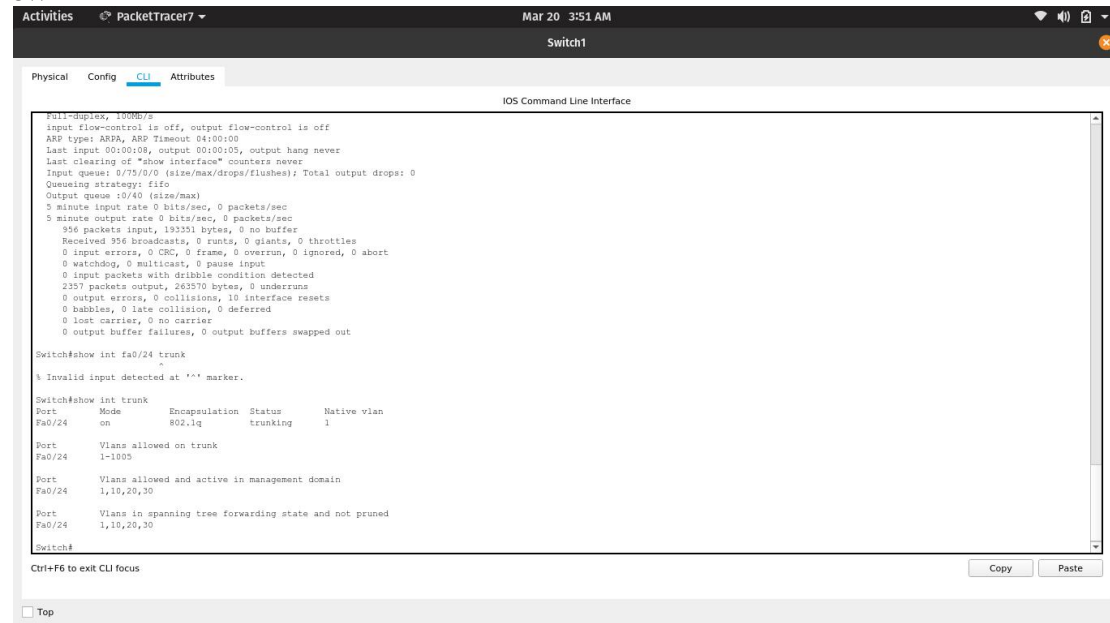 Activities PacketTracer7 Mar 20 3:51 AM
Switch1
Physical Config CLI Attributes
IOS Command Line Interface
Full-duplex, 100Mb/s
input flow-control is off, output flow-control is off
ARP type: ARPA, ARP Timeout 04:00:00
Last input 00:00:08, output 00:00:05, output hang never
Last clearing of "show interface" counters never
Input queue: 0/75/0/0 (size/max/drops/flushes); Total output drops: 0
Queueing strategy: fifo
Output queue :0/40 (size/max)
5 minute input rate 0 bits/sec, 0 packets/sec
5 minute output rate 0 bits/sec, 0 packets/sec
956 packets input, 193351 bytes, 0 no buffer
Received 956 broadcasts, 0 runts, 0 giants, 0 throttles
0 input errors, 0 CRC, 0 frame, 0 overrun, 0 ignored, 0 abort
0 watchdog, 0 multicast, 0 pause input
0 input packets with dribble condition detected
2357 packets output, 263570 bytes, 0 underruns
0 output errors, 0 collisions, 10 interface resets
0 babbles, 0 late collision, 0 deferred
0 lost carrier, 0 no carrier
0 output buffer failures, 0 output buffers swapped out
Switch#show int fa0/24 trunk
^
% Invalid input detected at '^' marker.
Switch#show int trunk
Port Mode Encapsulation Status Native vlan
Fa0/24 on 802.1q trunking 1
Port Vlans allowed on trunk
Fa0/24 1-1005
Port Vlans allowed and active in management domain
Fa0/24 1,10,20,30
Port Vlans in spanning tree forwarding state and not pruned
Fa0/24 1,10,20,30
Switch#
Ctrl+F6 to exit CLI focus Copy Paste
Top